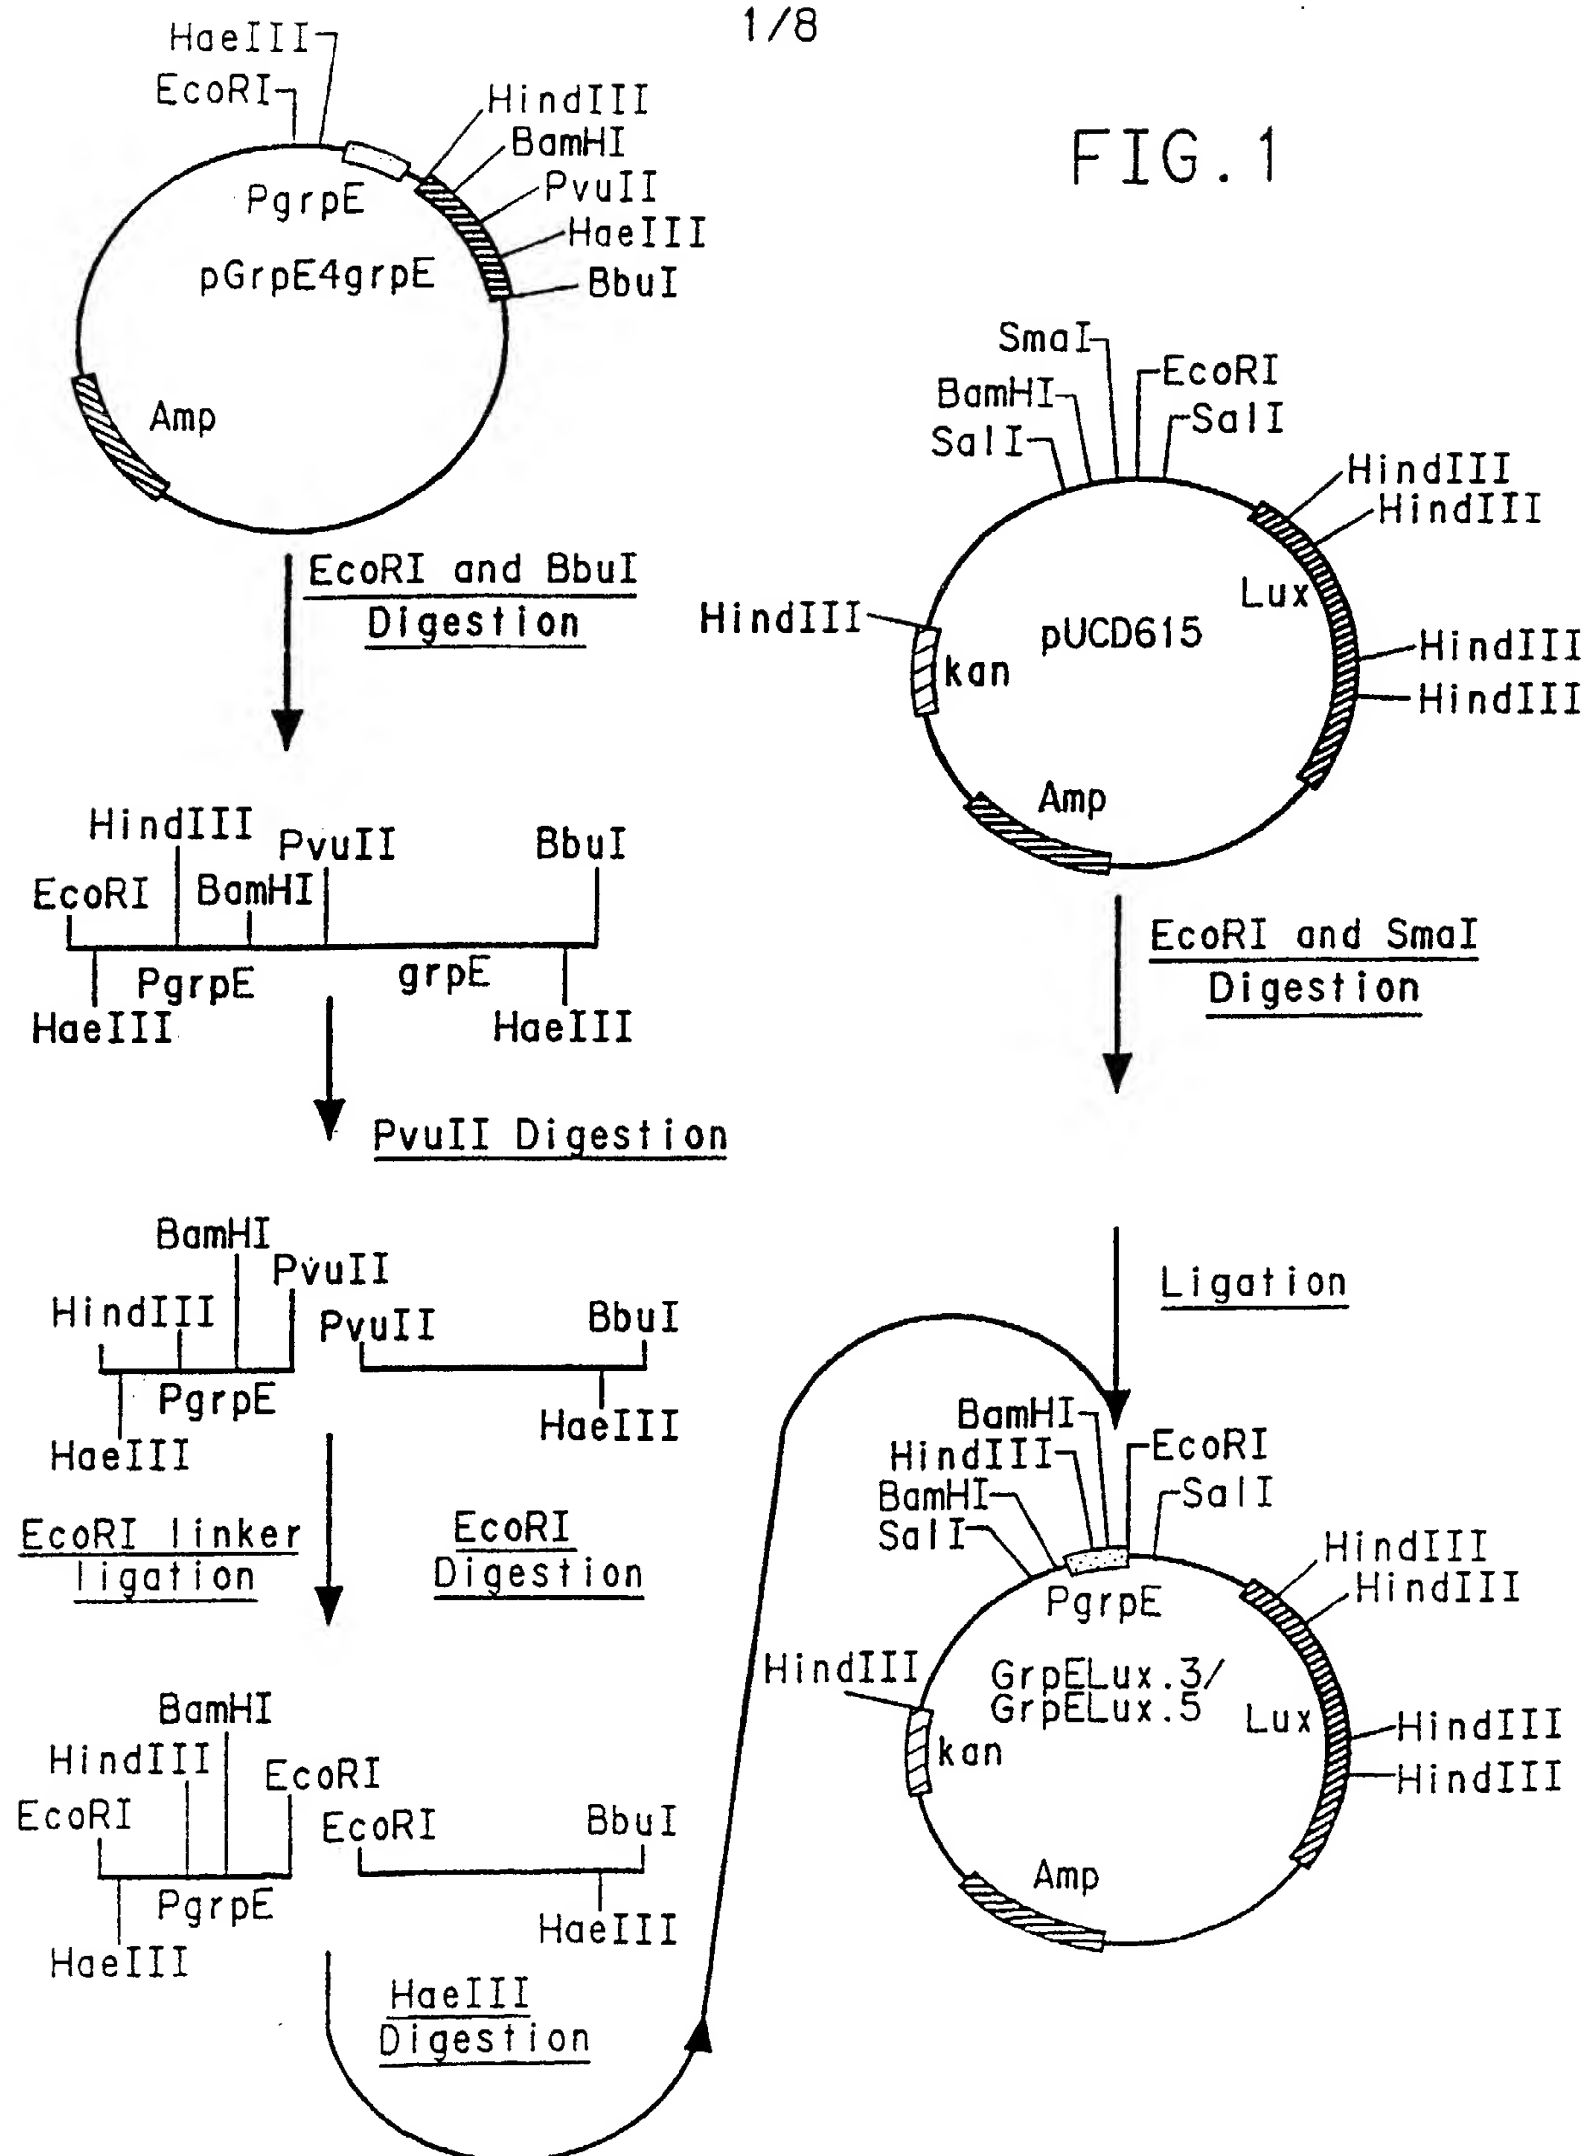 1/8
FIG.1
HaeIII
EcoRI
HindIII
BamHI
PvuII
HaeIII
BbuI
PgrpE
pGrpE4grpE
Amp
EcoRI and BbuI
Digestion
HindIII
PvuII
BbuI
EcoRI
BamHI
PgrpE
grpE
HaeIII
HaeIII
PvuII Digestion
BamHI
PvuII
HindIII
PvuII
BbuI
PgrpE
HaeIII
HaeIII
EcoRI linker
ligation
EcoRI
Digestion
BamHI
HindIII
EcoRI
EcoRI
EcoRI
BbuI
PgrpE
HaeIII
HaeIII
HaeIII
Digestion
SmaI
EcoRI
BamHI
SalI
SalI
HindIII
HindIII
Lux
HindIII
pUCD615
kan
HindIII
HindIII
Amp
EcoRI and SmaI
Digestion
Ligation
BamHI
HindIII
EcoRI
BamHI
SalI
SalI
HindIII
HindIII
PgrpE
HindIII
GrpELux.3/
GrpELux.5
Lux
HindIII
kan
HindIII
Amp